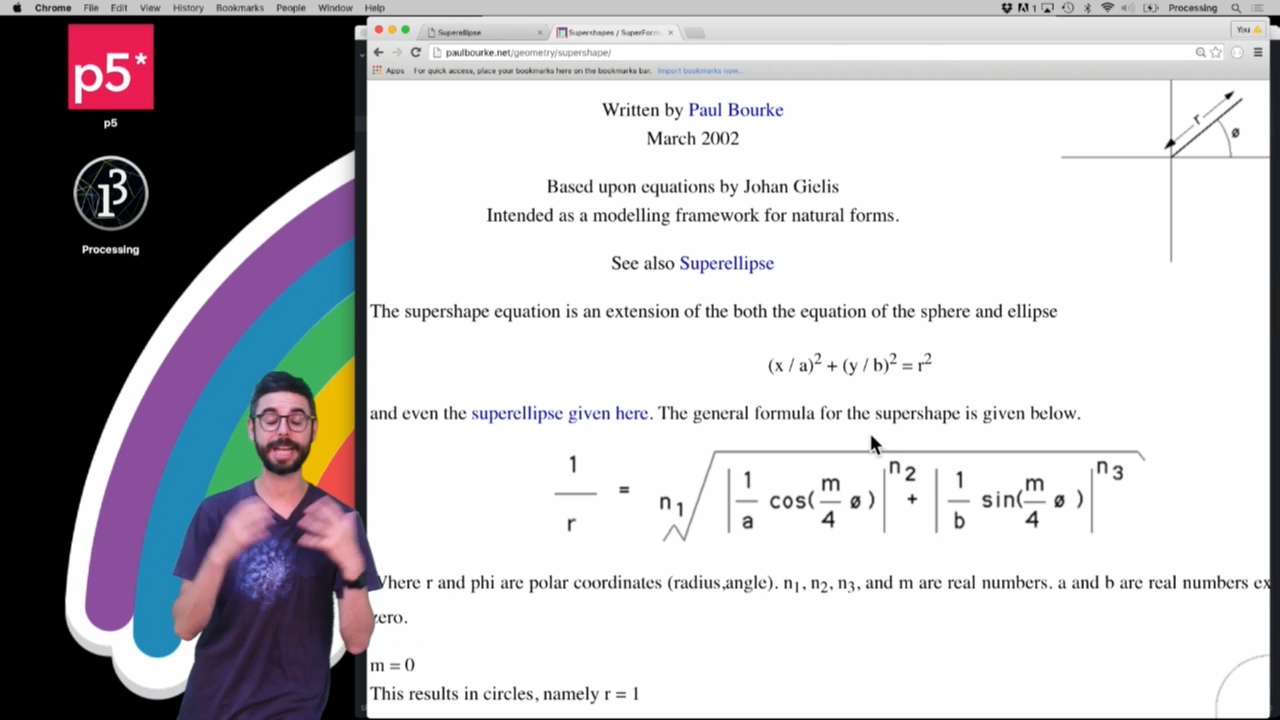 Chrome File Edit View History Bookmarks People Window Help
1 Processing
p5*
p5
Processing
Superellipse
Supershapes / SuperForm
You
paulbourke.net/geometry/supershape/
Apps For quick access, place your bookmarks here on the bookmarks bar. Import bookmarks now...
Written by Paul Bourke
March 2002
Based upon equations by Johan Gielis
Intended as a modelling framework for natural forms.
See also Superellipse
r
ø
The supershape equation is an extension of the both the equation of the sphere and ellipse
(x / a)² + (y / b)² = r²
and even the superellipse given here. The general formula for the supershape is given below.
1 / r = n₁√ | 1/a cos(m/4 ø) |ⁿ² + | 1/b sin(m/4 ø) |ⁿ³
Where r and phi are polar coordinates (radius,angle). n₁, n₂, n₃, and m are real numbers. a and b are real numbers ex
zero.
m = 0
This results in circles, namely r = 1